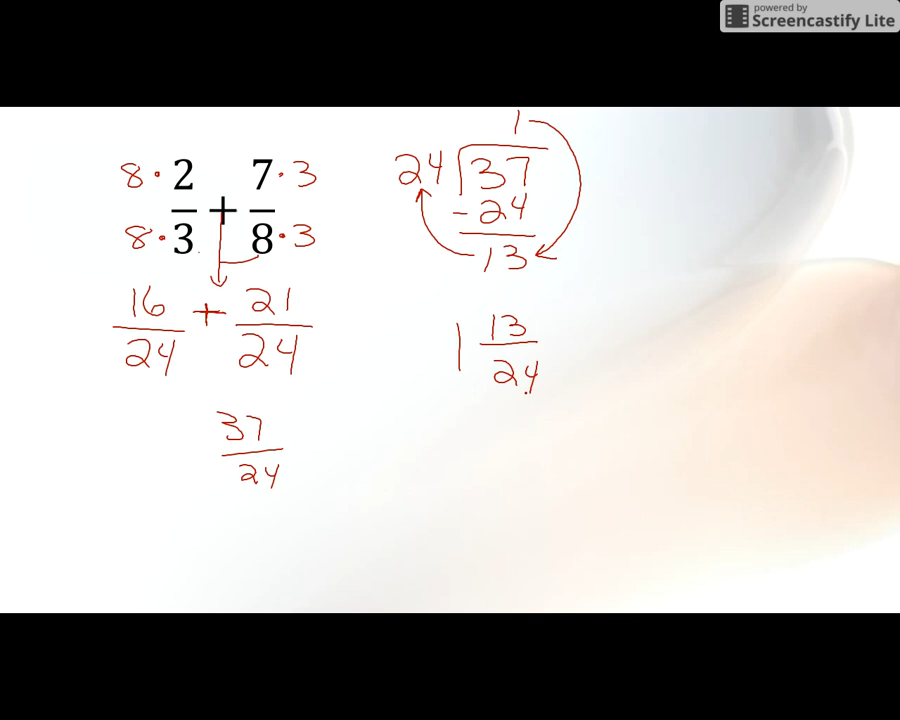 powered by
Screencastify Lite
8 · 2 7 · 3
+
8 · 3 8 · 3
16 + 21
24 24
37
24
1
24 37
- 24
13
1 13
24